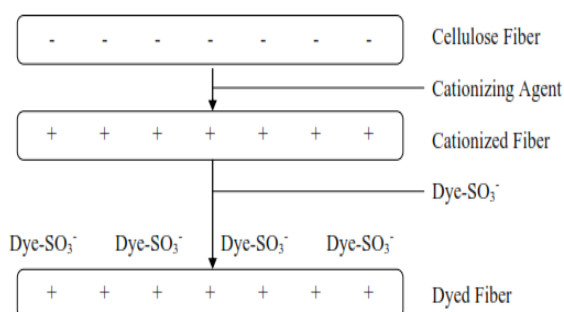 - - - - - - -
Cellulose Fiber
Cationizing Agent
+ + + + + + +
Cationized Fiber
Dye-SO₃⁻
Dye-SO₃⁻ Dye-SO₃⁻ Dye-SO₃⁻ Dye-SO₃⁻
+ + + + + + +
Dyed Fiber